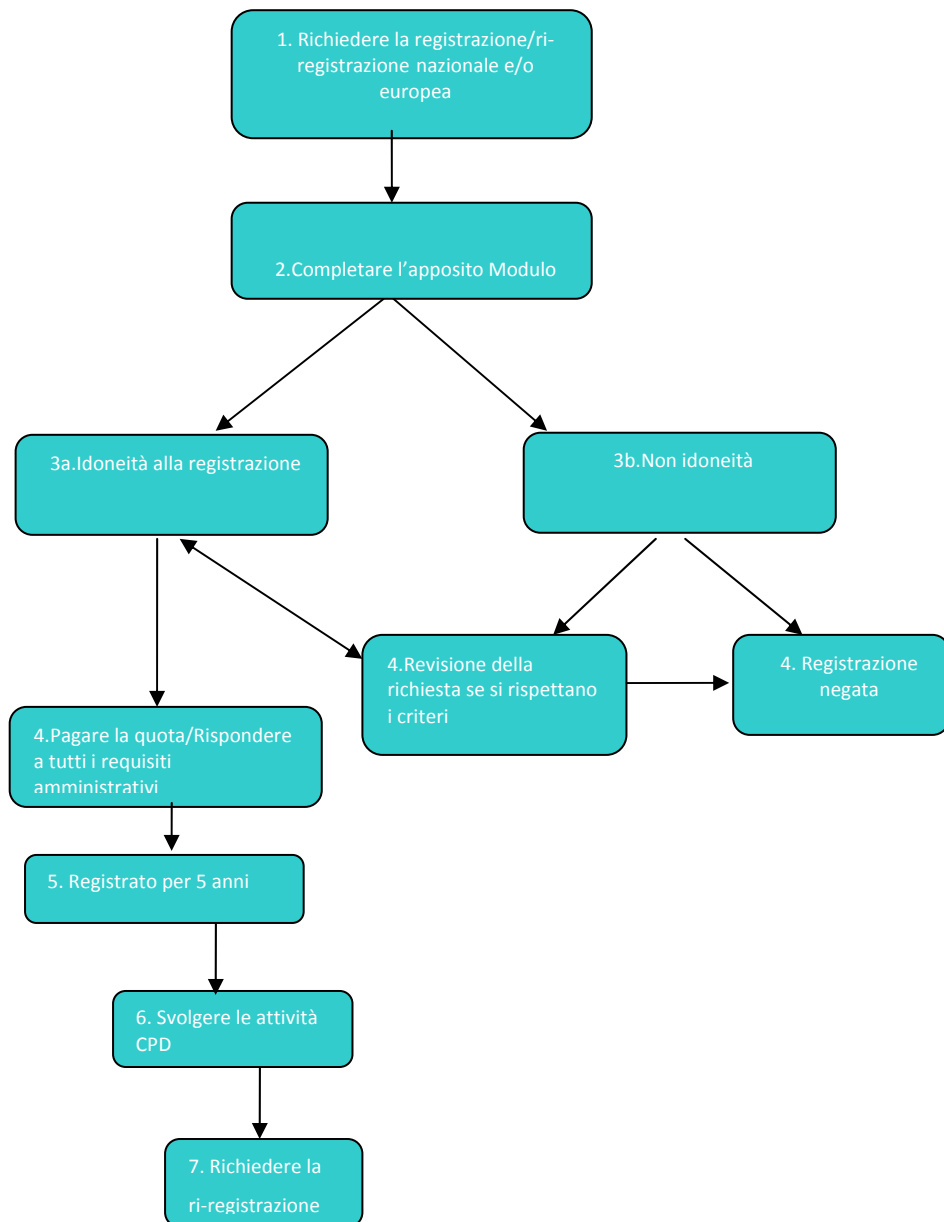 1. Richiedere la registrazione/ri-
registrazione nazionale e/o
europea
2.Completare l'apposito Modulo
3a.Idoneità alla registrazione
3b.Non idoneità
4.Revisione della
richiesta se si rispettano
i criteri
4. Registrazione
negata
4.Pagare la quota/Rispondere
a tutti i requisiti
amministrativi
5. Registrato per 5 anni
6. Svolgere le attività
CPD
7. Richiedere la
ri-registrazione